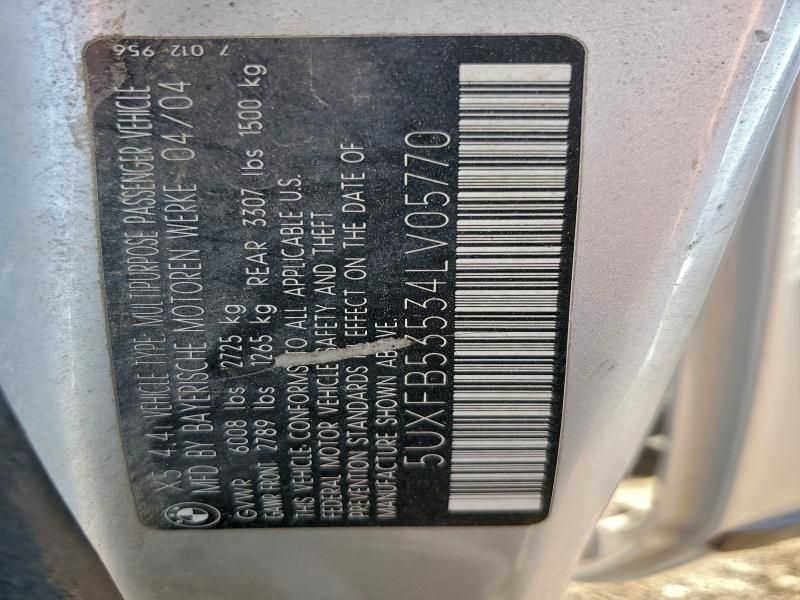 7 012 956
X5 4.4I VEHICLE TYPE: MULTIPURPOSE PASSENGER VEHICLE
MFD BY BAYERISCHE MOTOREN WERKE 04/04
GVWR 6008 lbs 2725 kg
GAWR FRONT 2789 lbs 1265 kg REAR 3307 lbs 1500 kg
THIS VEHICLE CONFORMS TO ALL APPLICABLE U.S.
FEDERAL MOTOR VEHICLE SAFETY AND THEFT
PREVENTION STANDARDS IN EFFECT ON THE DATE OF
MANUFACTURE SHOWN ABOVE.
5UXFB53534LV05770